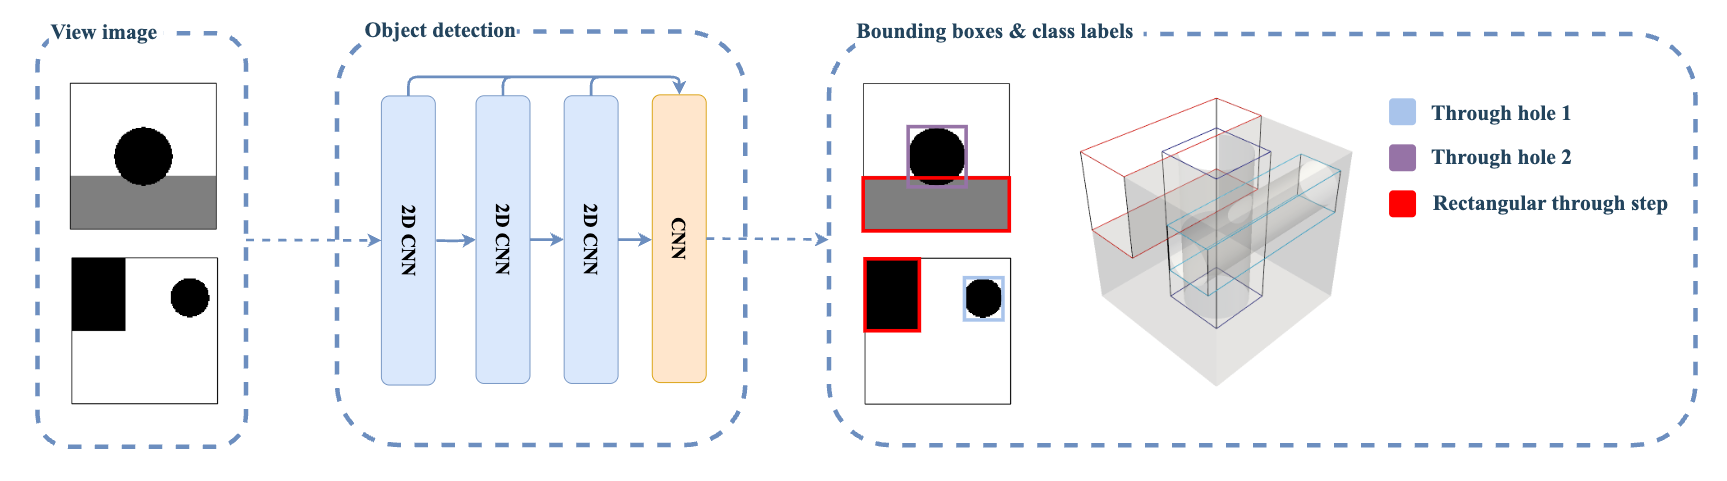 View image
Object detection
Bounding boxes & class labels
2D CNN
2D CNN
2D CNN
CNN
Through hole 1
Through hole 2
Rectangular through step